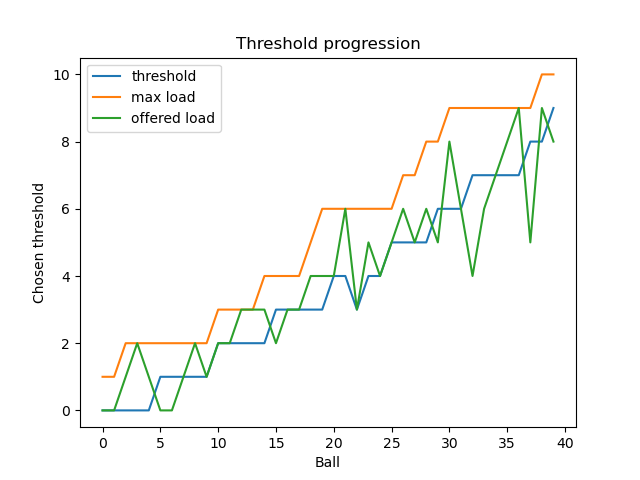 Threshold progression
threshold
max load
offered load
Chosen threshold
10
8
6
4
2
0
0 5 10 15 20 25 30 35 40
Ball